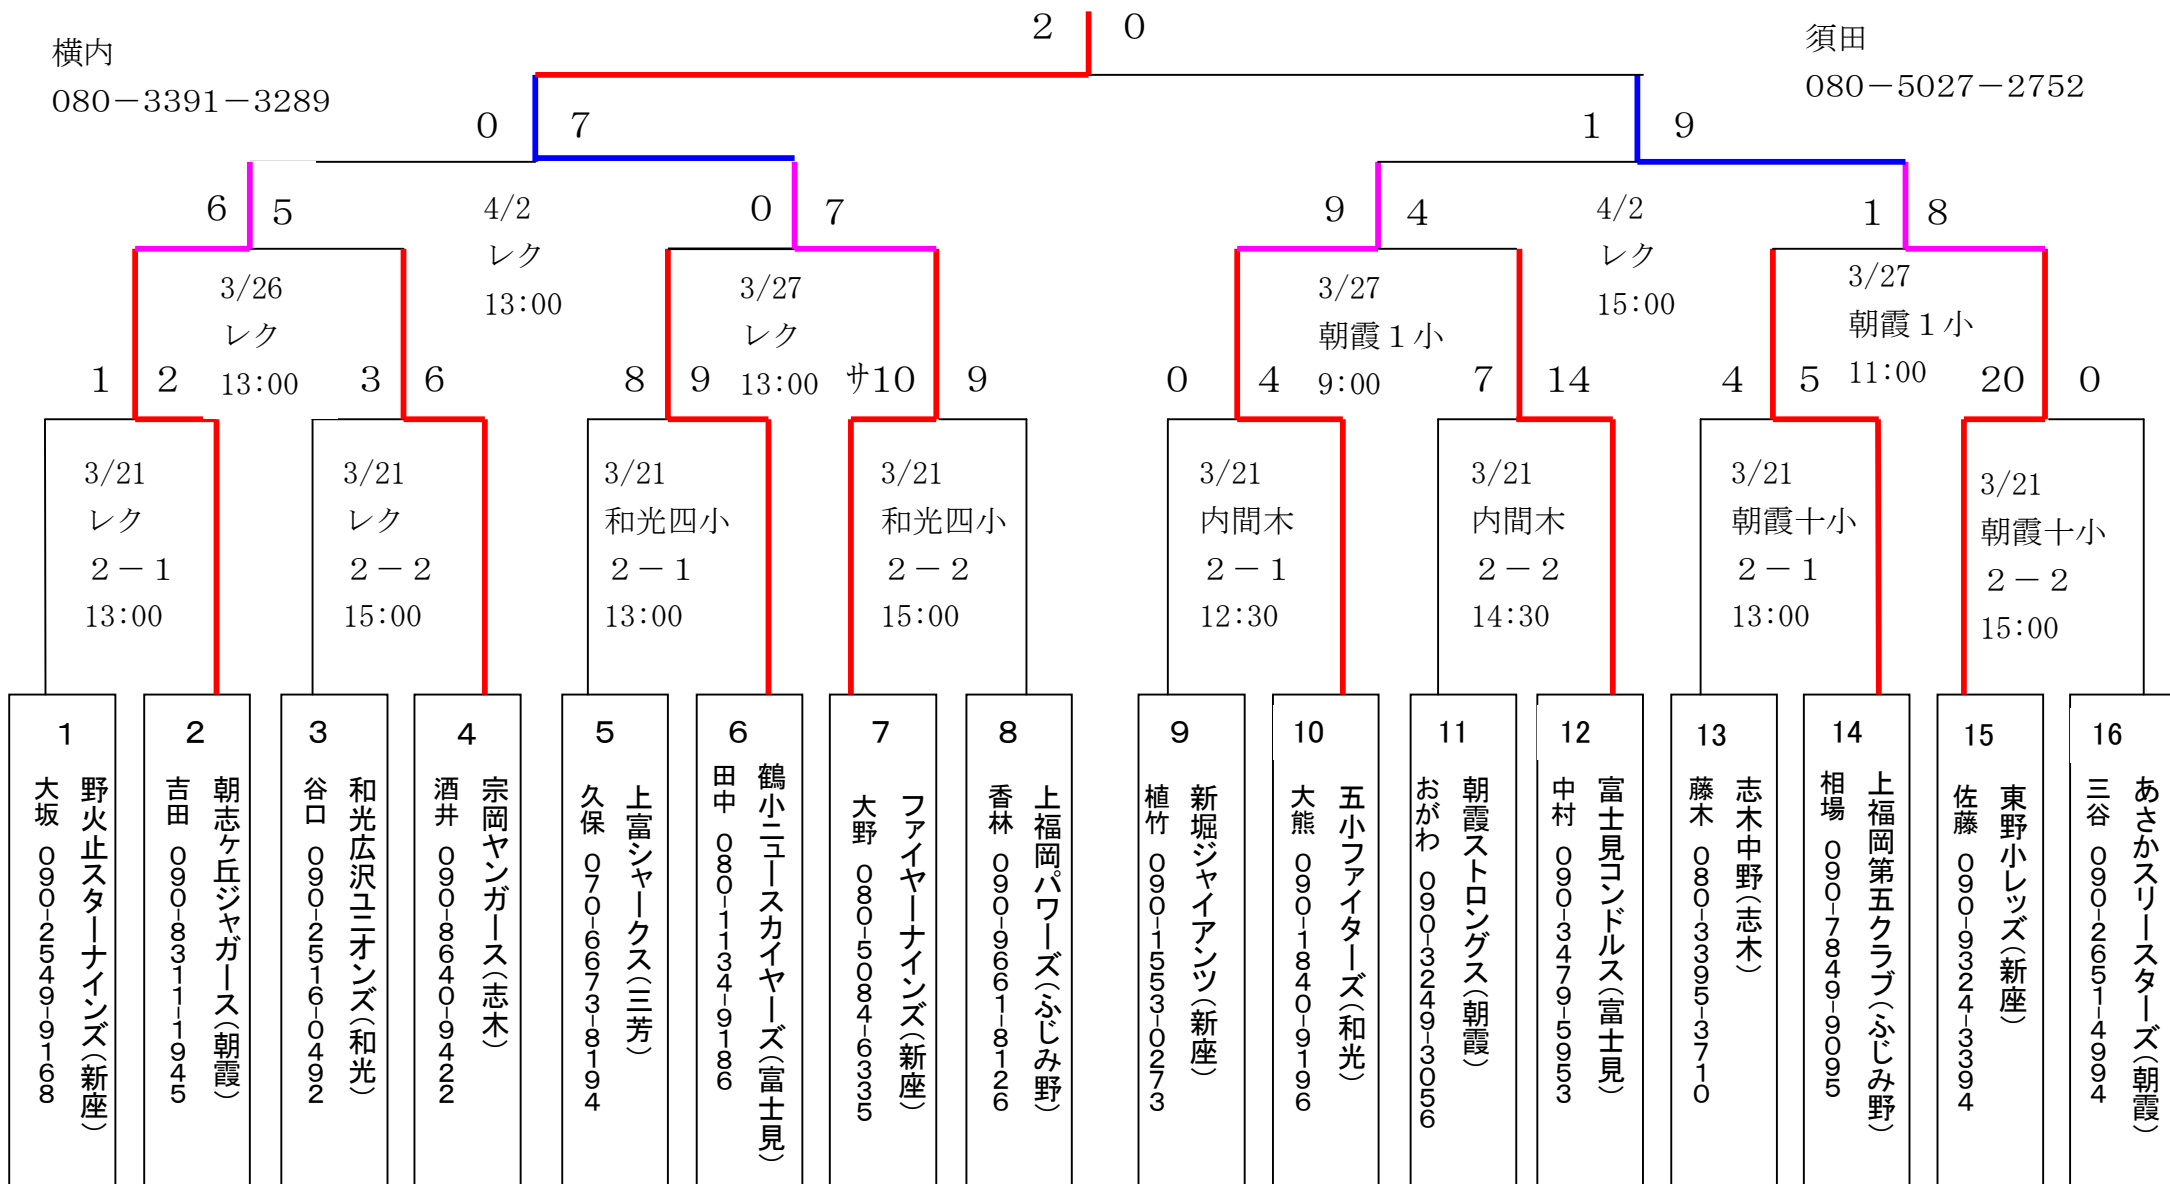 ２ ０
横内
080－3391－3289
須田
080－5027－2752
０ ７
１ ９
６ ５
０ ７
９ ４
１ ８
4/2
レク
13:00
4/2
レク
15:00
3/26
レク
13:00
3/27
レク
13:00
3/27
朝霞１小
9:00
3/27
朝霞１小
11:00
１ ２
３ ６
８ ９
サ10 ９
０ ４
７ 14
４ ５
20 ０
3/21
レク
２－１
13:00
3/21
レク
２－２
15:00
3/21
和光四小
２－１
13:00
3/21
和光四小
２－２
15:00
3/21
内間木
２－１
12:30
3/21
内間木
２－２
14:30
3/21
朝霞十小
２－１
13:00
3/21
朝霞十小
２－２
15:00
1
野火止スターナインズ（新座）
大坂 090-2549-9168
2
朝志ヶ丘ジャガース（朝霞）
吉田 090-8311-1945
3
和光広沢ユニオンズ（和光）
谷口 090-2516-0492
4
宗岡ヤンガース（志木）
酒井 090-8640-9422
5
上富シャークス（三芳）
久保 070-6673-8194
6
鶴小ニュースカイヤーズ（富士見）
田中 080-1134-9186
7
ファイヤーナインズ（新座）
大野 080-5084-6335
8
上福岡パワーズ（ふじみ野）
香林 090-9661-8126
9
新堀ジャイアンツ（新座）
植竹 090-1553-0273
10
五小ファイターズ（和光）
大熊 090-1840-9196
11
朝霞ストロングス（朝霞）
おがわ 090-3249-3056
12
富士見コンドルス（富士見）
中村 090-3479-5953
13
志木中野（志木）
藤木 080-3395-3710
14
上福岡第五クラブ（ふじみ野）
相場 090-7849-9095
15
東野小レッズ（新座）
佐藤 090-9324-3394
16
あさかスリースターズ（朝霞）
三谷 090-2651-4994